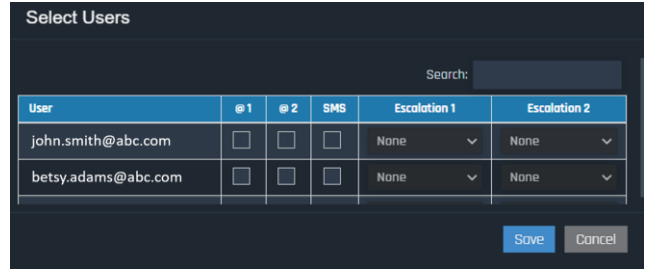 Select Users
Search:
User @1 @2 SMS Escalation 1 Escalation 2
john.smith@abc.com None None
betsy.adams@abc.com None None
Save Cancel